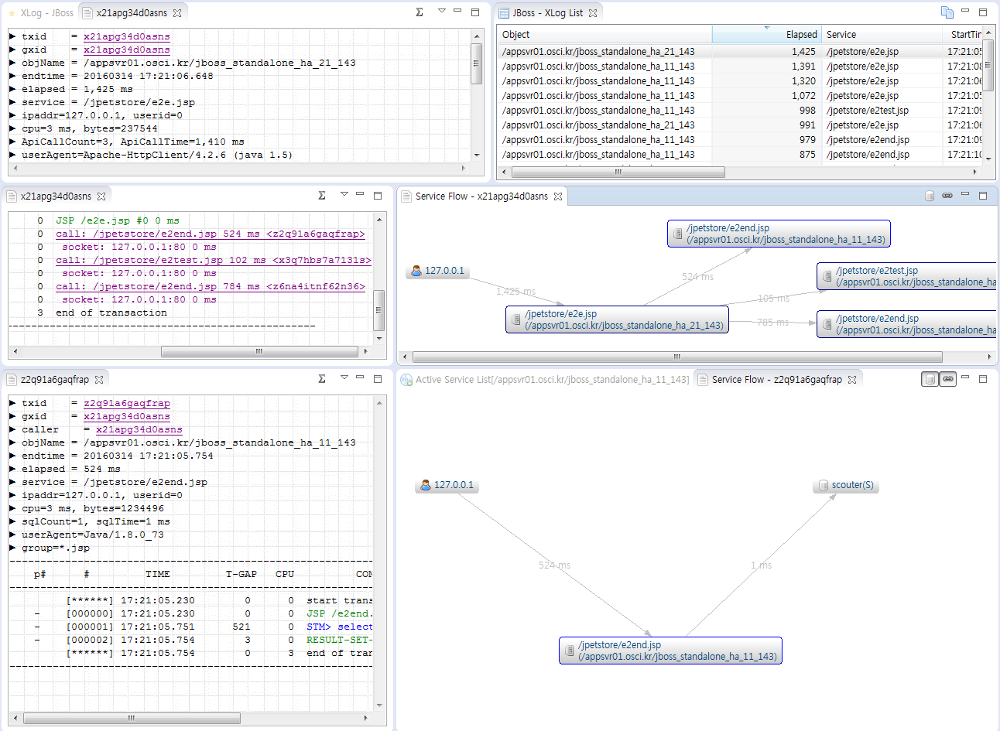 XLog - JBoss
x21apg34d0asns
▶ txid    = x21apg34d0asns
▶ gxid    = x21apg34d0asns
▶ objName = /appsvr01.osci.kr/jboss_standalone_ha_21_143
▶ endtime = 20160314 17:21:06.648
▶ elapsed = 1,425 ms
▶ service = /jpetstore/e2e.jsp
▶ ipaddr=127.0.0.1, userid=0
▶ cpu=3 ms, bytes=237544
▶ ApiCallCount=3, ApiCallTime=1,410 ms
▶ userAgent=Apache-HttpClient/4.2.6 (java 1.5)
JBoss - XLog List
Object Elapsed Service StartTim
/appsvr01.osci.kr/jboss_standalone_ha_21_143 1,425 /jpetstore/e2e.jsp 17:21:05
/appsvr01.osci.kr/jboss_standalone_ha_11_143 1,391 /jpetstore/e2e.jsp 17:21:08
/appsvr01.osci.kr/jboss_standalone_ha_11_143 1,320 /jpetstore/e2e.jsp 17:21:06
/appsvr01.osci.kr/jboss_standalone_ha_11_143 1,072 /jpetstore/e2e.jsp 17:21:05
/appsvr01.osci.kr/jboss_standalone_ha_11_143 998 /jpetstore/e2test.jsp 17:21:09
/appsvr01.osci.kr/jboss_standalone_ha_21_143 991 /jpetstore/e2e.jsp 17:21:06
/appsvr01.osci.kr/jboss_standalone_ha_11_143 979 /jpetstore/e2end.jsp 17:21:09
/appsvr01.osci.kr/jboss_standalone_ha_11_143 875 /jpetstore/e2end.jsp 17:21:10
x21apg34d0asns
0 JSP /e2e.jsp #0 0 ms
0 call: /jpetstore/e2end.jsp 524 ms <z2q91a6gaqfrap>
0 socket: 127.0.0.1:80 0 ms
0 call: /jpetstore/e2test.jsp 102 ms <x3q7hbs7a7131s>
0 socket: 127.0.0.1:80 0 ms
0 call: /jpetstore/e2end.jsp 784 ms <z6na4itnf62n36>
0 socket: 127.0.0.1:80 0 ms
3 end of transaction
Service Flow - x21apg34d0asns
/jpetstore/e2end.jsp
(/appsvr01.osci.kr/jboss_standalone_ha_11_143)
127.0.0.1
524 ms
/jpetstore/e2test.jsp
(/appsvr01.osci.kr/jboss_standalone_ha
1,425 ms
105 ms
/jpetstore/e2e.jsp
(/appsvr01.osci.kr/jboss_standalone_ha_21_143)
785 ms
/jpetstore/e2end.jsp
(/appsvr01.osci.kr/jboss_standalone_ha
z2q91a6gaqfrap
▶ txid    = z2q91a6gaqfrap
▶ gxid    = x21apg34d0asns
▶ caller    = x21apg34d0asns
▶ objName = /appsvr01.osci.kr/jboss_standalone_ha_11_143
▶ endtime = 20160314 17:21:05.754
▶ elapsed = 524 ms
▶ service = /jpetstore/e2end.jsp
▶ ipaddr=127.0.0.1, userid=0
▶ cpu=3 ms, bytes=1234496
▶ sqlCount=1, sqlTime=1 ms
▶ userAgent=Java/1.8.0_73
▶ group=*.jsp
p# # TIME T-GAP CPU CON
[******] 17:21:05.230 0 0 start trans
- [000000] 17:21:05.230 0 0 JSP /e2end.
- [000001] 17:21:05.751 521 0 STM> select
- [000002] 17:21:05.754 3 0 RESULT-SET-
[******] 17:21:05.754 0 3 end of tran
Active Service List[/appsvr01.osci.kr/jboss_standalone_ha_11_143]
Service Flow - z2q91a6gaqfrap
127.0.0.1
scouter(S)
524 ms
1 ms
/jpetstore/e2end.jsp
(/appsvr01.osci.kr/jboss_standalone_ha_11_143)